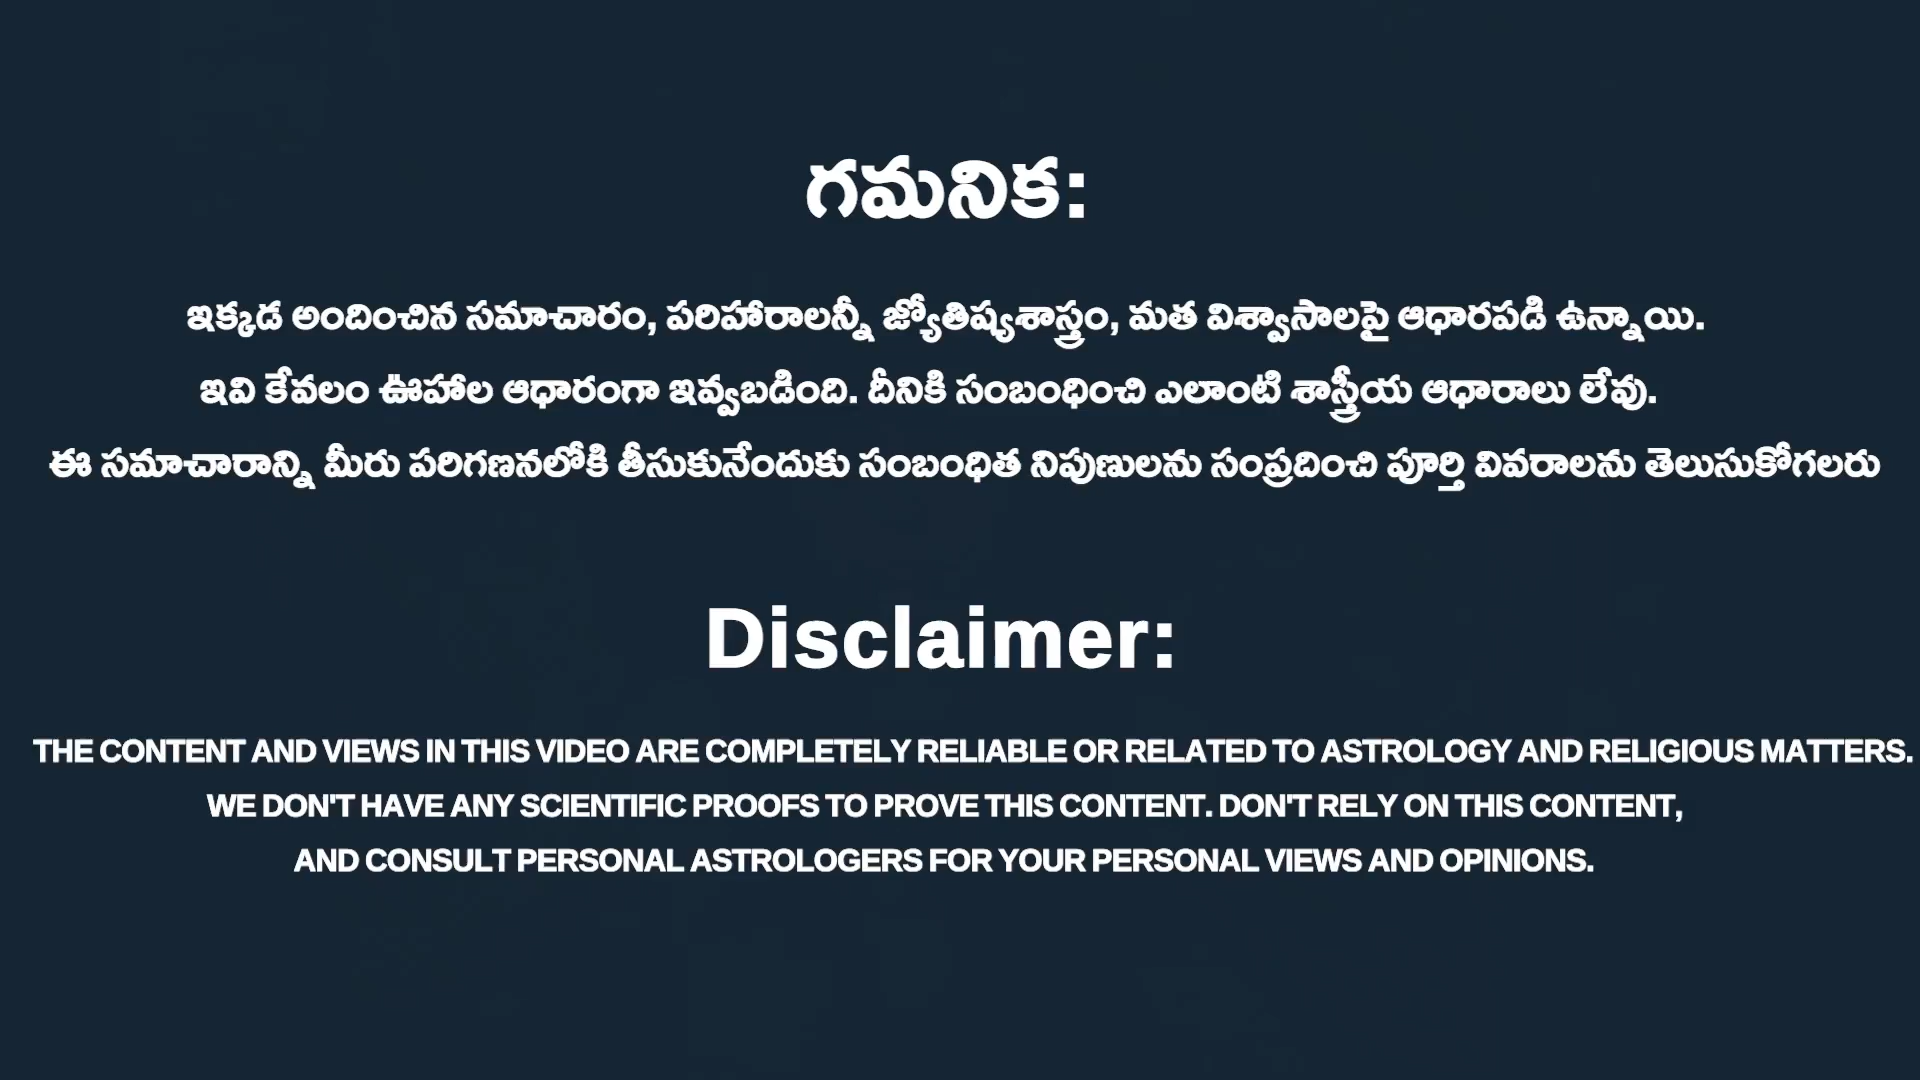 గమనిక:
ఇక్కడ అందించిన సమాచారం, పరిహారాలన్నీ జ్యోతిష్యశాస్త్రం, మత విశ్వాసాలపై ఆధారపడి ఉన్నాయి.
ఇవి కేవలం ఊహాల ఆధారంగా ఇవ్వబడింది. దీనికి సంబంధించి ఎలాంటి శాస్త్రీయ ఆధారాలు లేవు.
ఈ సమాచారాన్ని మీరు పరిగణనలోకి తీసుకునేందుకు సంబంధిత నిపుణులను సంప్రదించి పూర్తి వివరాలను తెలుసుకోగలరు
Disclaimer:
THE CONTENT AND VIEWS IN THIS VIDEO ARE COMPLETELY RELIABLE OR RELATED TO ASTROLOGY AND RELIGIOUS MATTERS.
WE DON'T HAVE ANY SCIENTIFIC PROOFS TO PROVE THIS CONTENT. DON'T RELY ON THIS CONTENT,
AND CONSULT PERSONAL ASTROLOGERS FOR YOUR PERSONAL VIEWS AND OPINIONS.